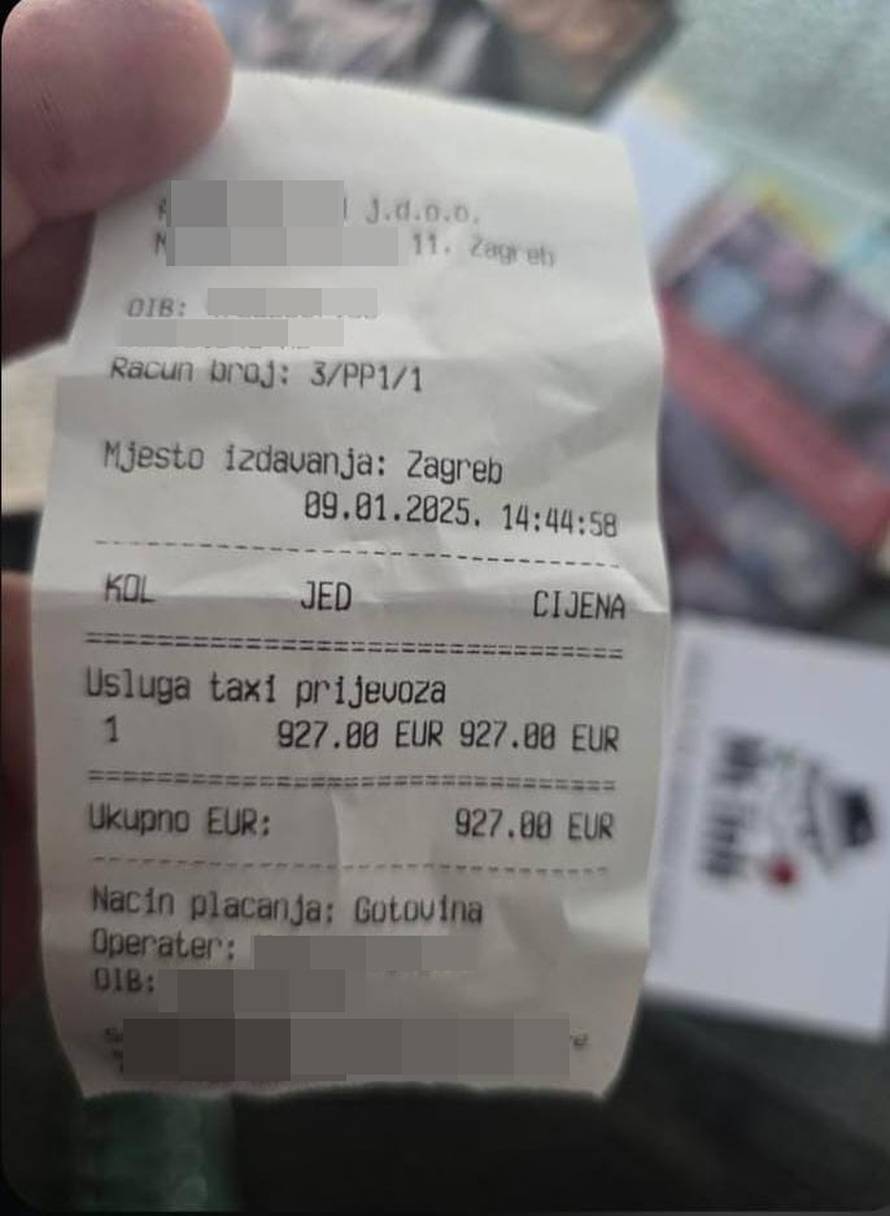 j.d.o.o.
11. Zagreb
OIB:
Racun broj: 3/PP1/1
Mjesto izdavanja: Zagreb
09.01.2025. 14:44:58
KOL JED CIJENA
Usluga taxi prijevoza
1 927.00 EUR 927.00 EUR
Ukupno EUR: 927.00 EUR
Nacin placanja: Gotovina
Operater:
OIB: